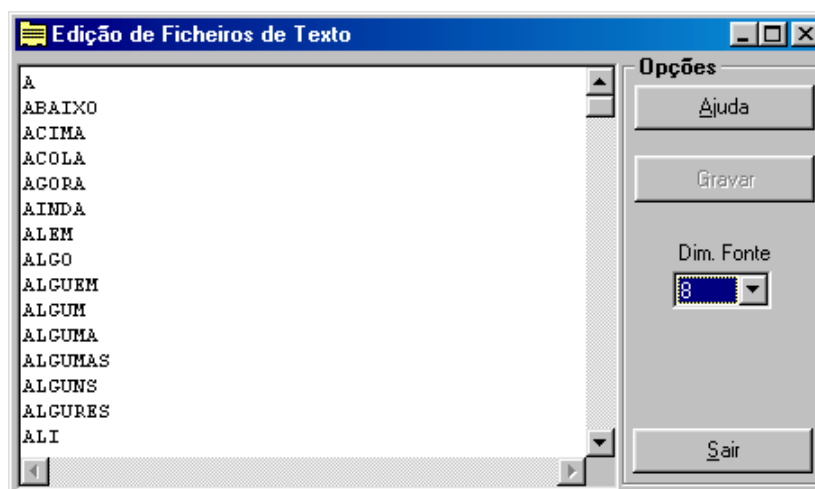 Edição de Ficheiros de Texto
A
ABAIXO
ACIMA
ACOLA
AGORA
AINDA
ALEM
ALGO
ALGUEM
ALGUM
ALGUMA
ALGUMAS
ALGUNS
ALGURES
ALI
Opções
Ajuda
Gravar
Dim. Fonte
8
Sair